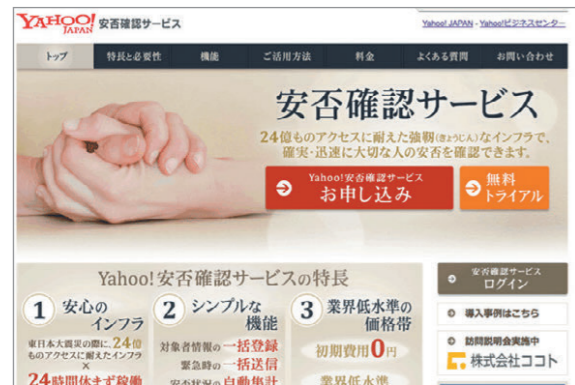 YAHOO! JAPAN 安否確認サービス
Yahoo! JAPAN - Yahoo!ビジネスセンター
トップ 特長と必要性 機能 ご活用方法 料金 よくある質問 お問い合わせ
安否確認サービス
24億ものアクセスに耐えた強靭(きょうじん)なインフラで、
確実・迅速に大切な人の安否を確認できます。
Yahoo!安否確認サービス
お申し込み
無料
トライアル
Yahoo!安否確認サービスの特長
1 安心の
インフラ
東日本大震災の際に、24億
ものアクセスに耐えたインフラ
×
24時間休まず稼働
2 シンプルな
機能
対象者情報の一括登録
緊急時の一括送信
安否状況の自動集計
3 業界低水準の
価格帯
初期費用0円
業界低水準
安否確認サービス
ログイン
導入事例はこちら
訪問説明会実施中
株式会社ココト